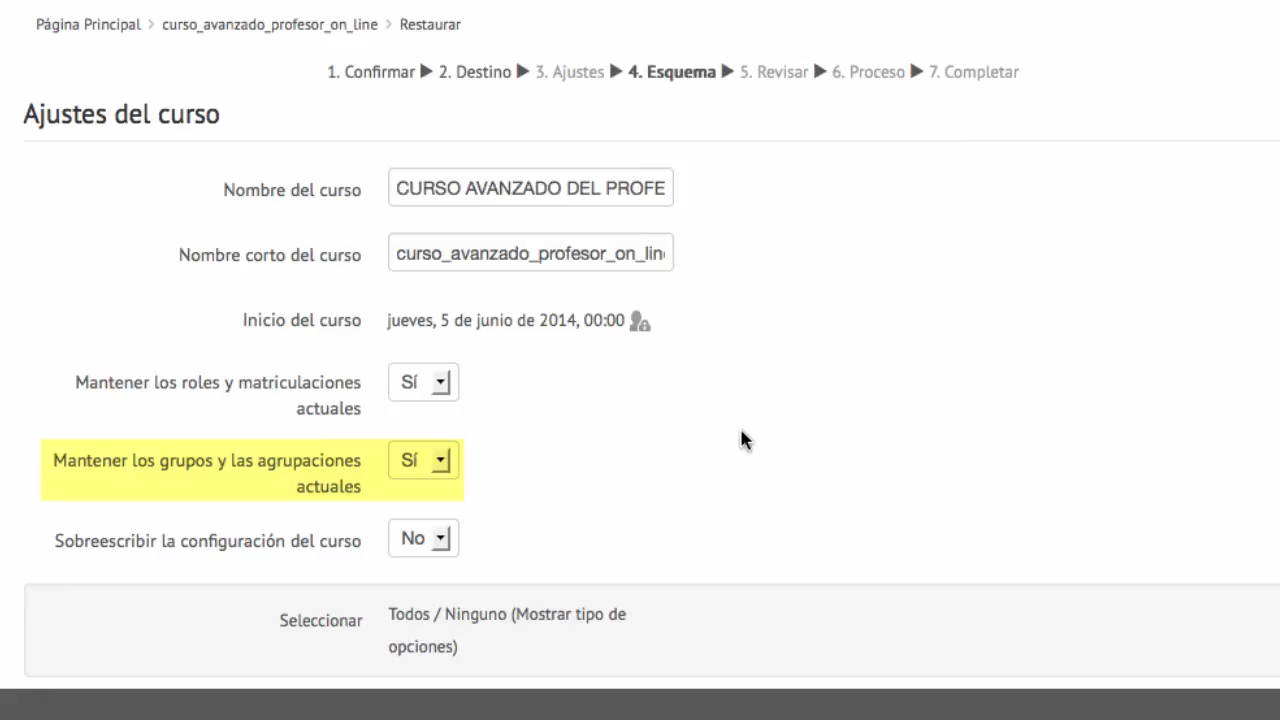 Página Principal > curso_avanzado_profesor_on_line > Restaurar
1. Confirmar ▶ 2. Destino ▶ 3. Ajustes ▶ 4. Esquema ▶ 5. Revisar ▶ 6. Proceso ▶ 7. Completar
Ajustes del curso
Nombre del curso CURSO AVANZADO DEL PROFE
Nombre corto del curso curso_avanzado_profesor_on_lin
Inicio del curso jueves, 5 de junio de 2014, 00:00
Mantener los roles y matriculaciones Sí
actuales
Mantener los grupos y las agrupaciones Sí
actuales
Sobreescribir la configuración del curso No
Seleccionar Todos / Ninguno (Mostrar tipo de
opciones)